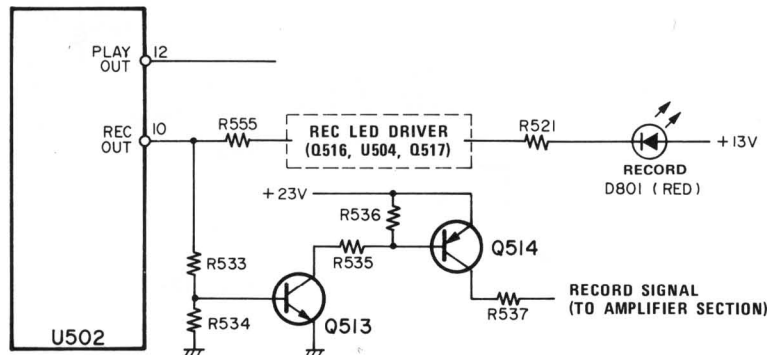 PLAY
OUT
12
REC
OUT
10
R555
REC LED DRIVER
(Q516, U504, Q517)
R521
+13V
RECORD
D801 (RED)
+23V
R536
R535
Q514
R533
R534
Q513
R537
RECORD SIGNAL
(TO AMPLIFIER SECTION)
U502